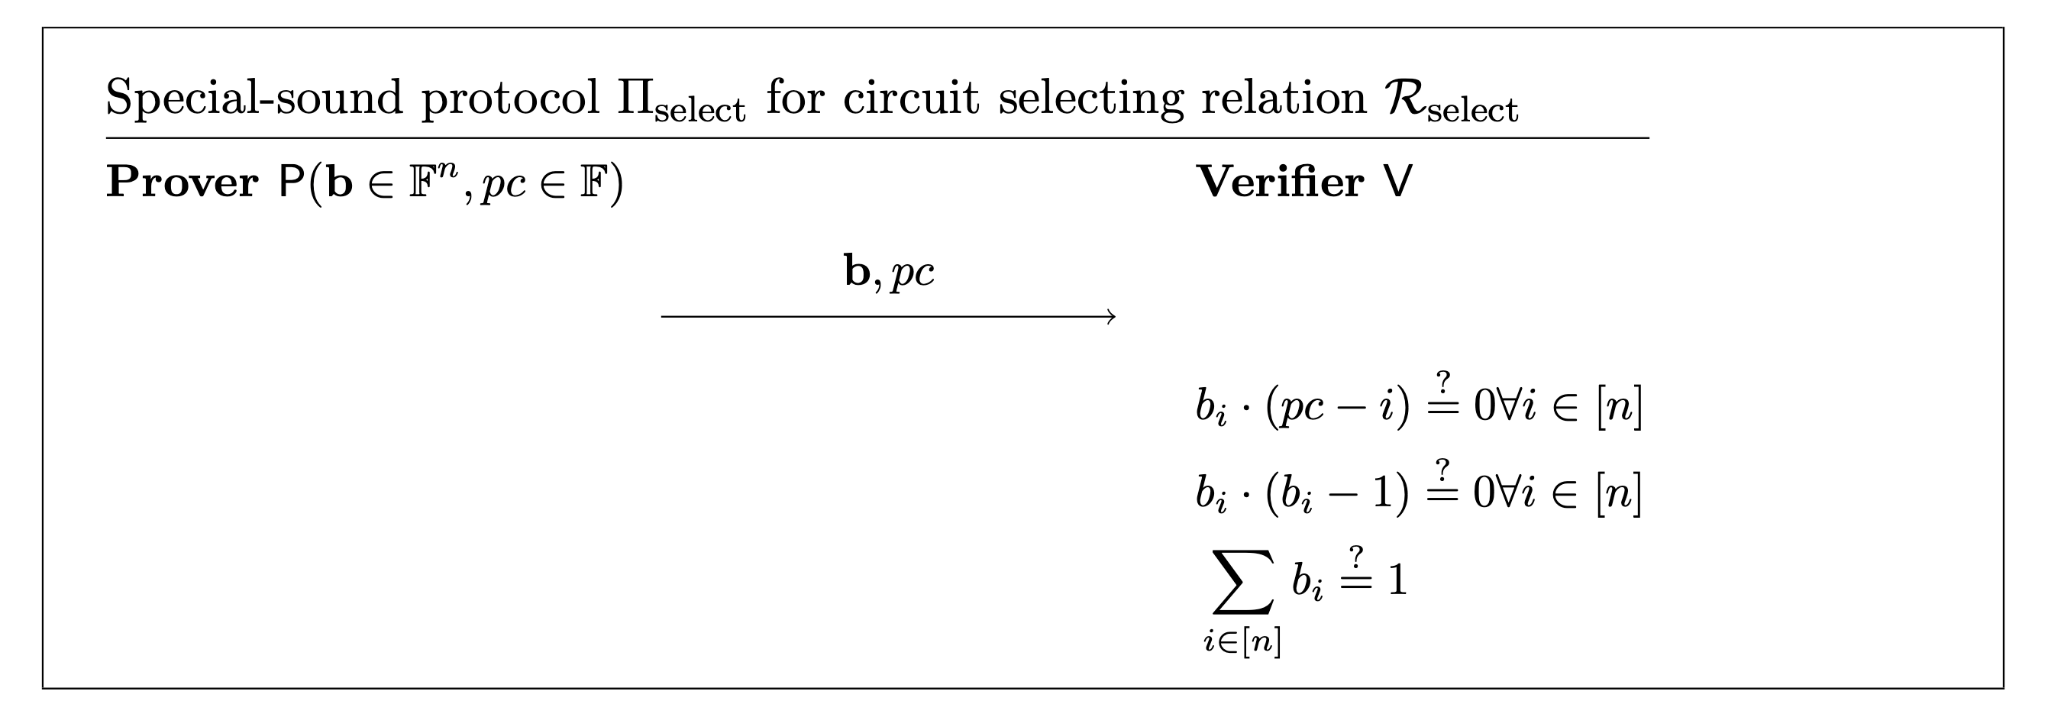 Special-sound protocol Π_select for circuit selecting relation ℛ_select
Prover P(b ∈ 𝔽ⁿ, pc ∈ 𝔽) Verifier V
b, pc
b_i · (pc − i) ≟ 0∀i ∈ [n]
b_i · (b_i − 1) ≟ 0∀i ∈ [n]
∑_{i∈[n]} b_i ≟ 1